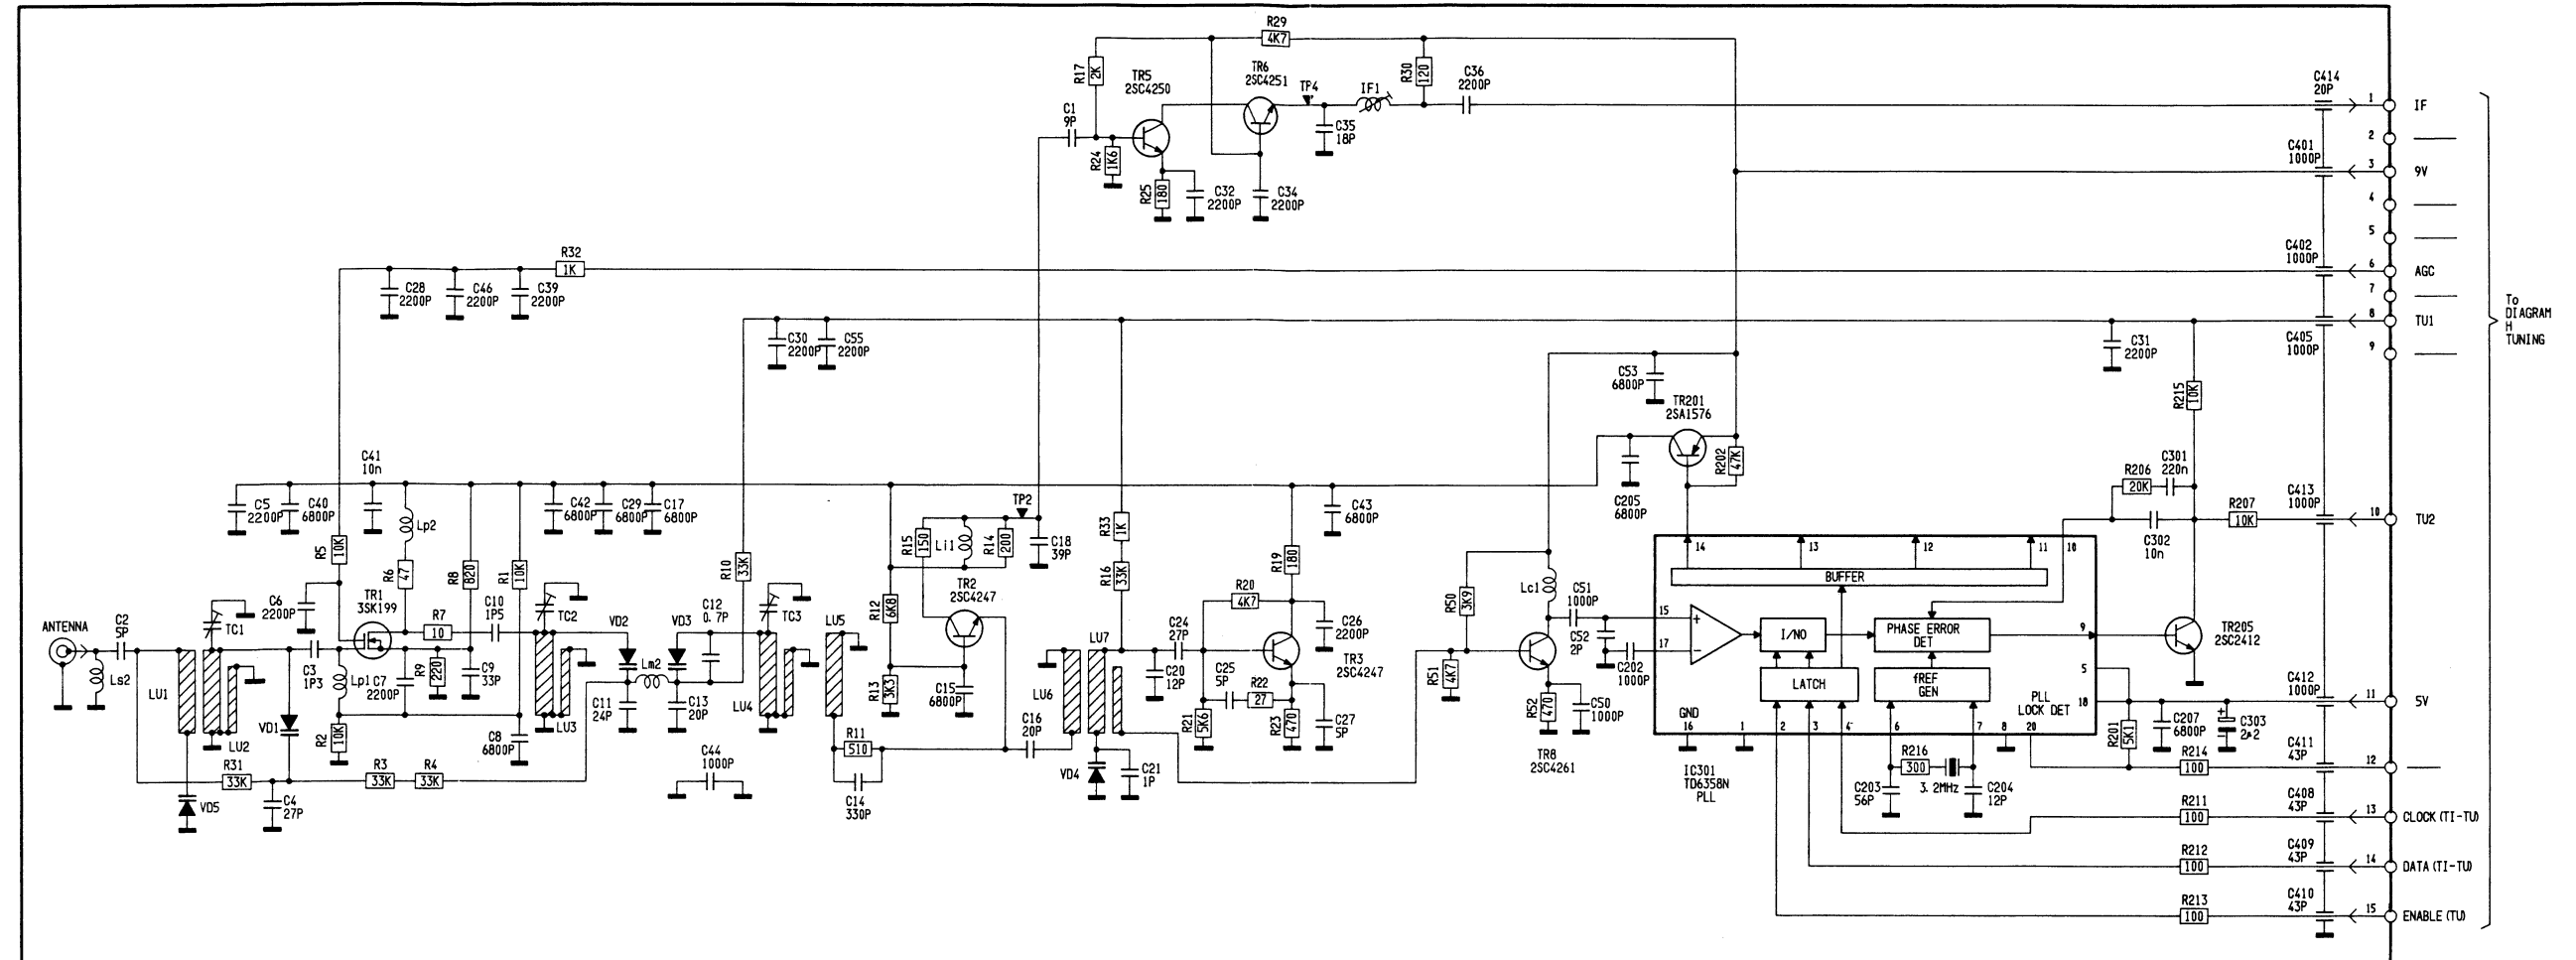 R29
4K7
R17
2K
TR5
2SC4250
TR6
2SC4251
TP4
IF1
R30
120
C36
2200P
C414
20P
1
IF
2
C1
9P
R24
1K6
R25
180
C32
2200P
C34
2200P
C35
18P
C401
1000P
3
9V
4
5
R32
1K
C402
1000P
6
AGC
7
C28
2200P
C46
2200P
C39
2200P
C30
2200P
C55
2200P
8
TU1
C405
1000P
9
C31
2200P
To
DIAGRAM
H
TUNING
C53
6800P
R215
10K
TR201
2SA1576
R202
47K
C41
10n
C5
2200P
C40
6800P
Lp2
C42
6800P
C29
6800P
C17
6800P
TP2
R33
1K
C43
6800P
C205
6800P
R206
20K
C301
220n
C302
10n
R207
10K
C413
1000P
10
TU2
R5
10K
R6
47
R8
820
R1
10K
R10
33K
R15
150
Li1
R14
200
C18
39P
R16
33K
R19
180
R20
4K7
R50
3K9
Lc1
C51
1000P
14
13
12
11
10
BUFFER
C6
2200P
TR1
3SK199
R7
10
C10
1P5
TC2
VD2
VD3
C12
0.7P
TC3
LU5
R12
6K8
TR2
2SC4247
LU7
C24
27P
C26
2200P
15
+
17
-
I/NO
PHASE ERROR
DET
9
TR205
2SC2412
ANTENNA
C2
5P
Ls2
LU1
TC1
LU2
VD1
C3
1P3
Lp1
C7
2200P
R9
220
C9
33P
LU3
Lm2
C11
24P
C13
20P
LU4
R13
3K3
C15
6800P
LU6
C20
12P
C25
5P
R22
27
TR3
2SC4247
R21
5K6
R23
470
C27
5P
R51
4K7
R52
470
C50
1000P
C52
2P
C202
1000P
LATCH
fREF
GEN
5
18
PLL
LOCK DET
GND
16
1
2
3
4
6
7
8
20
C412
1000P
11
5V
R201
5K1
C207
6800P
+
C303
2µ2
R2
10K
C8
6800P
R11
510
C16
20P
R31
33K
R3
33K
R4
33K
C44
1000P
C14
330P
VD4
C21
1P
TR8
2SC4261
IC301
TD6358N
PLL
R216
300
C203
56P
3.2MHz
C204
12P
R214
100
C411
43P
12
VD5
C4
27P
R211
100
C408
43P
13
CLOCK (TI-TU)
R212
100
C409
43P
14
DATA (TI-TU)
R213
100
C410
43P
15
ENABLE (TU)